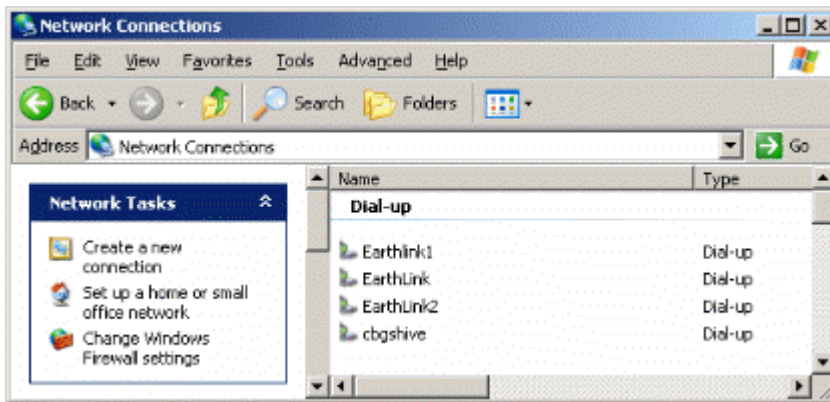 Network Connections
File Edit View Favorites Tools Advanced Help
Back Search Folders
Address Network Connections Go
Network Tasks
Create a new
connection
Set up a home or small
office network
Change Windows
Firewall settings
Name Type
Dial-up
Earthlink1 Dial-up
EarthLink Dial-up
EarthLink2 Dial-up
cbgshive Dial-up